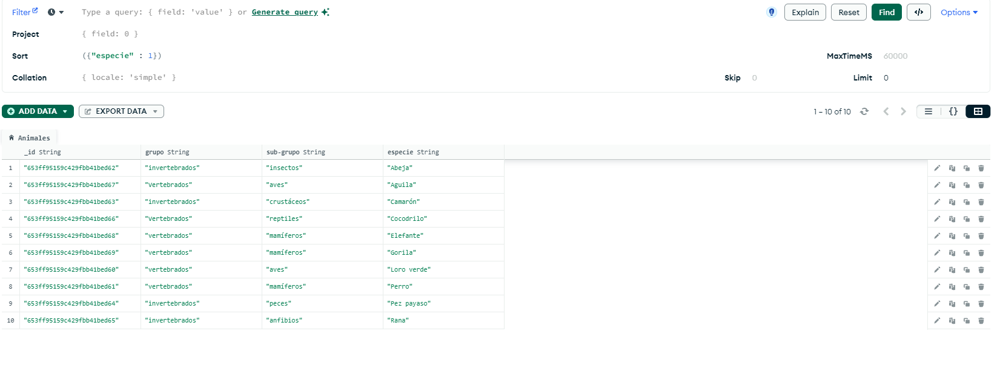 Filter Type a query: { field: 'value' } or Generate query Explain Reset Find </> Options
Project { field: 0 }
Sort ({"especie" : 1}) MaxTimeMS 60000
Collation { locale: 'simple' } Skip 0 Limit 0
ADD DATA EXPORT DATA 1 – 10 of 10 {}
Animales
_id String grupo String sub-grupo String especie String
1 "653ff95159c429fbb41bed62" "invertebrados" "insectos" "Abeja"
2 "653ff95159c429fbb41bed67" "Vertebrados" "aves" "Aguila"
3 "653ff95159c429fbb41bed63" "invertebrados" "crustáceos" "Camarón"
4 "653ff95159c429fbb41bed66" "Vertebrados" "reptiles" "Cocodrilo"
5 "653ff95159c429fbb41bed68" "vertebrados" "mamíferos" "Elefante"
6 "653ff95159c429fbb41bed69" "vertebrados" "mamíferos" "Gorila"
7 "653ff95159c429fbb41bed60" "vertebrados" "aves" "Loro verde"
8 "653ff95159c429fbb41bed61" "vertebrados" "mamíferos" "Perro"
9 "653ff95159c429fbb41bed64" "invertebrados" "peces" "Pez payaso"
10 "653ff95159c429fbb41bed65" "invertebrados" "anfibios" "Rana"